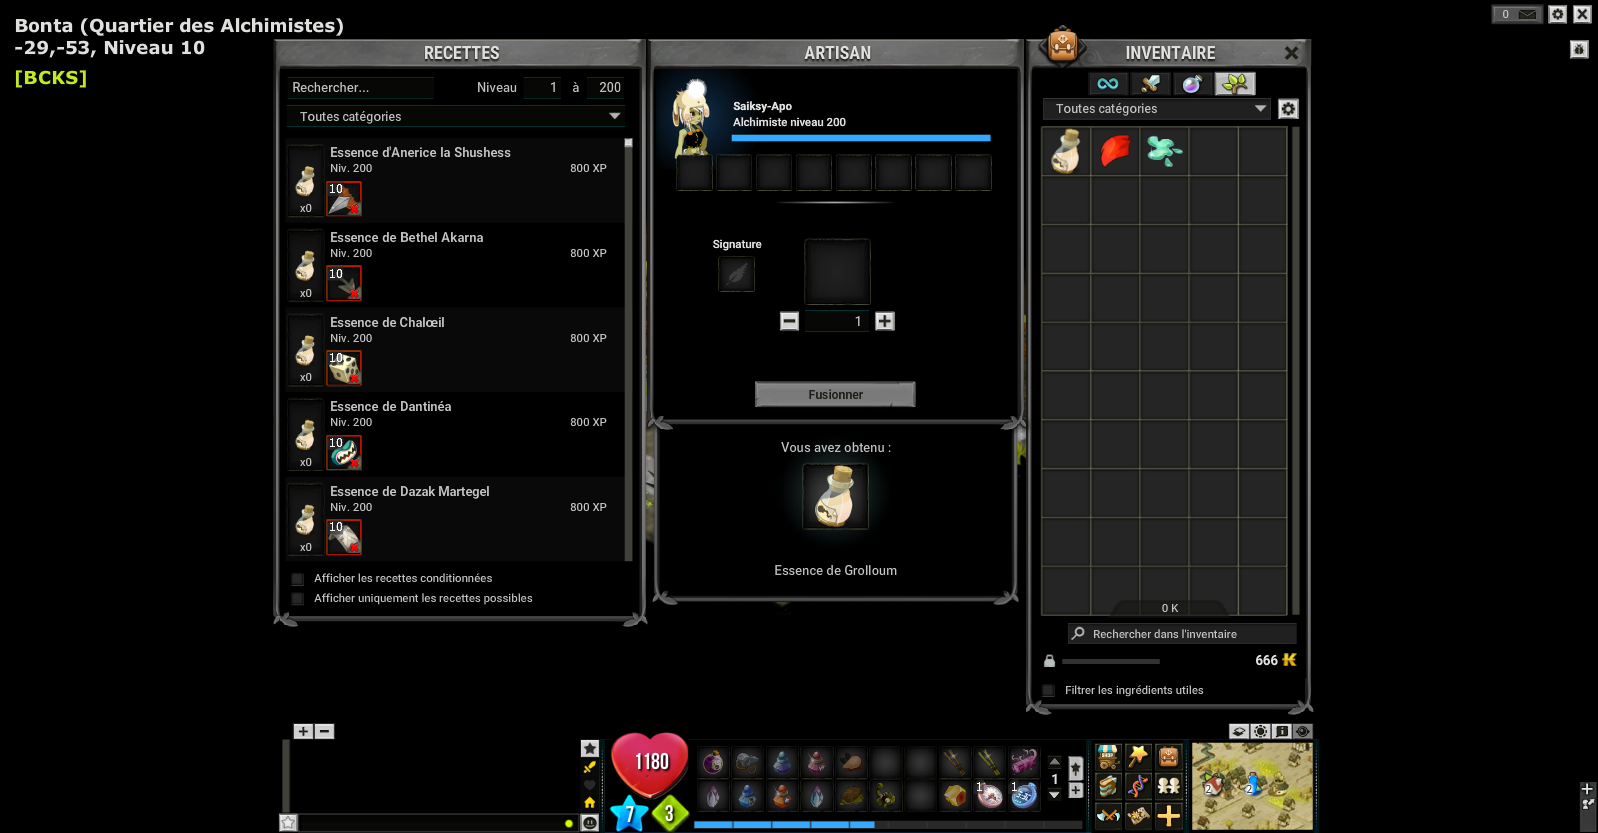 Bonta (Quartier des Alchimistes)
-29,-53, Niveau 10
[BCKS]
0
RECETTES
Rechercher...
Niveau 1 à 200
Toutes catégories
Essence d'Anerice la Shushess
Niv. 200
800 XP
10
x0
Essence de Bethel Akarna
Niv. 200
800 XP
10
x0
Essence de Chalœil
Niv. 200
800 XP
10
x0
Essence de Dantinéa
Niv. 200
800 XP
10
x0
Essence de Dazak Martegel
Niv. 200
800 XP
10
x0
Afficher les recettes conditionnées
Afficher uniquement les recettes possibles
ARTISAN
Saiksy-Apo
Alchimiste niveau 200
Signature
1
Fusionner
Vous avez obtenu :
Essence de Grolloum
INVENTAIRE
Toutes catégories
0 K
Rechercher dans l'inventaire
666 K
Filtrer les ingrédients utiles
1180
7
3
1
1
1
SHOP
2
2